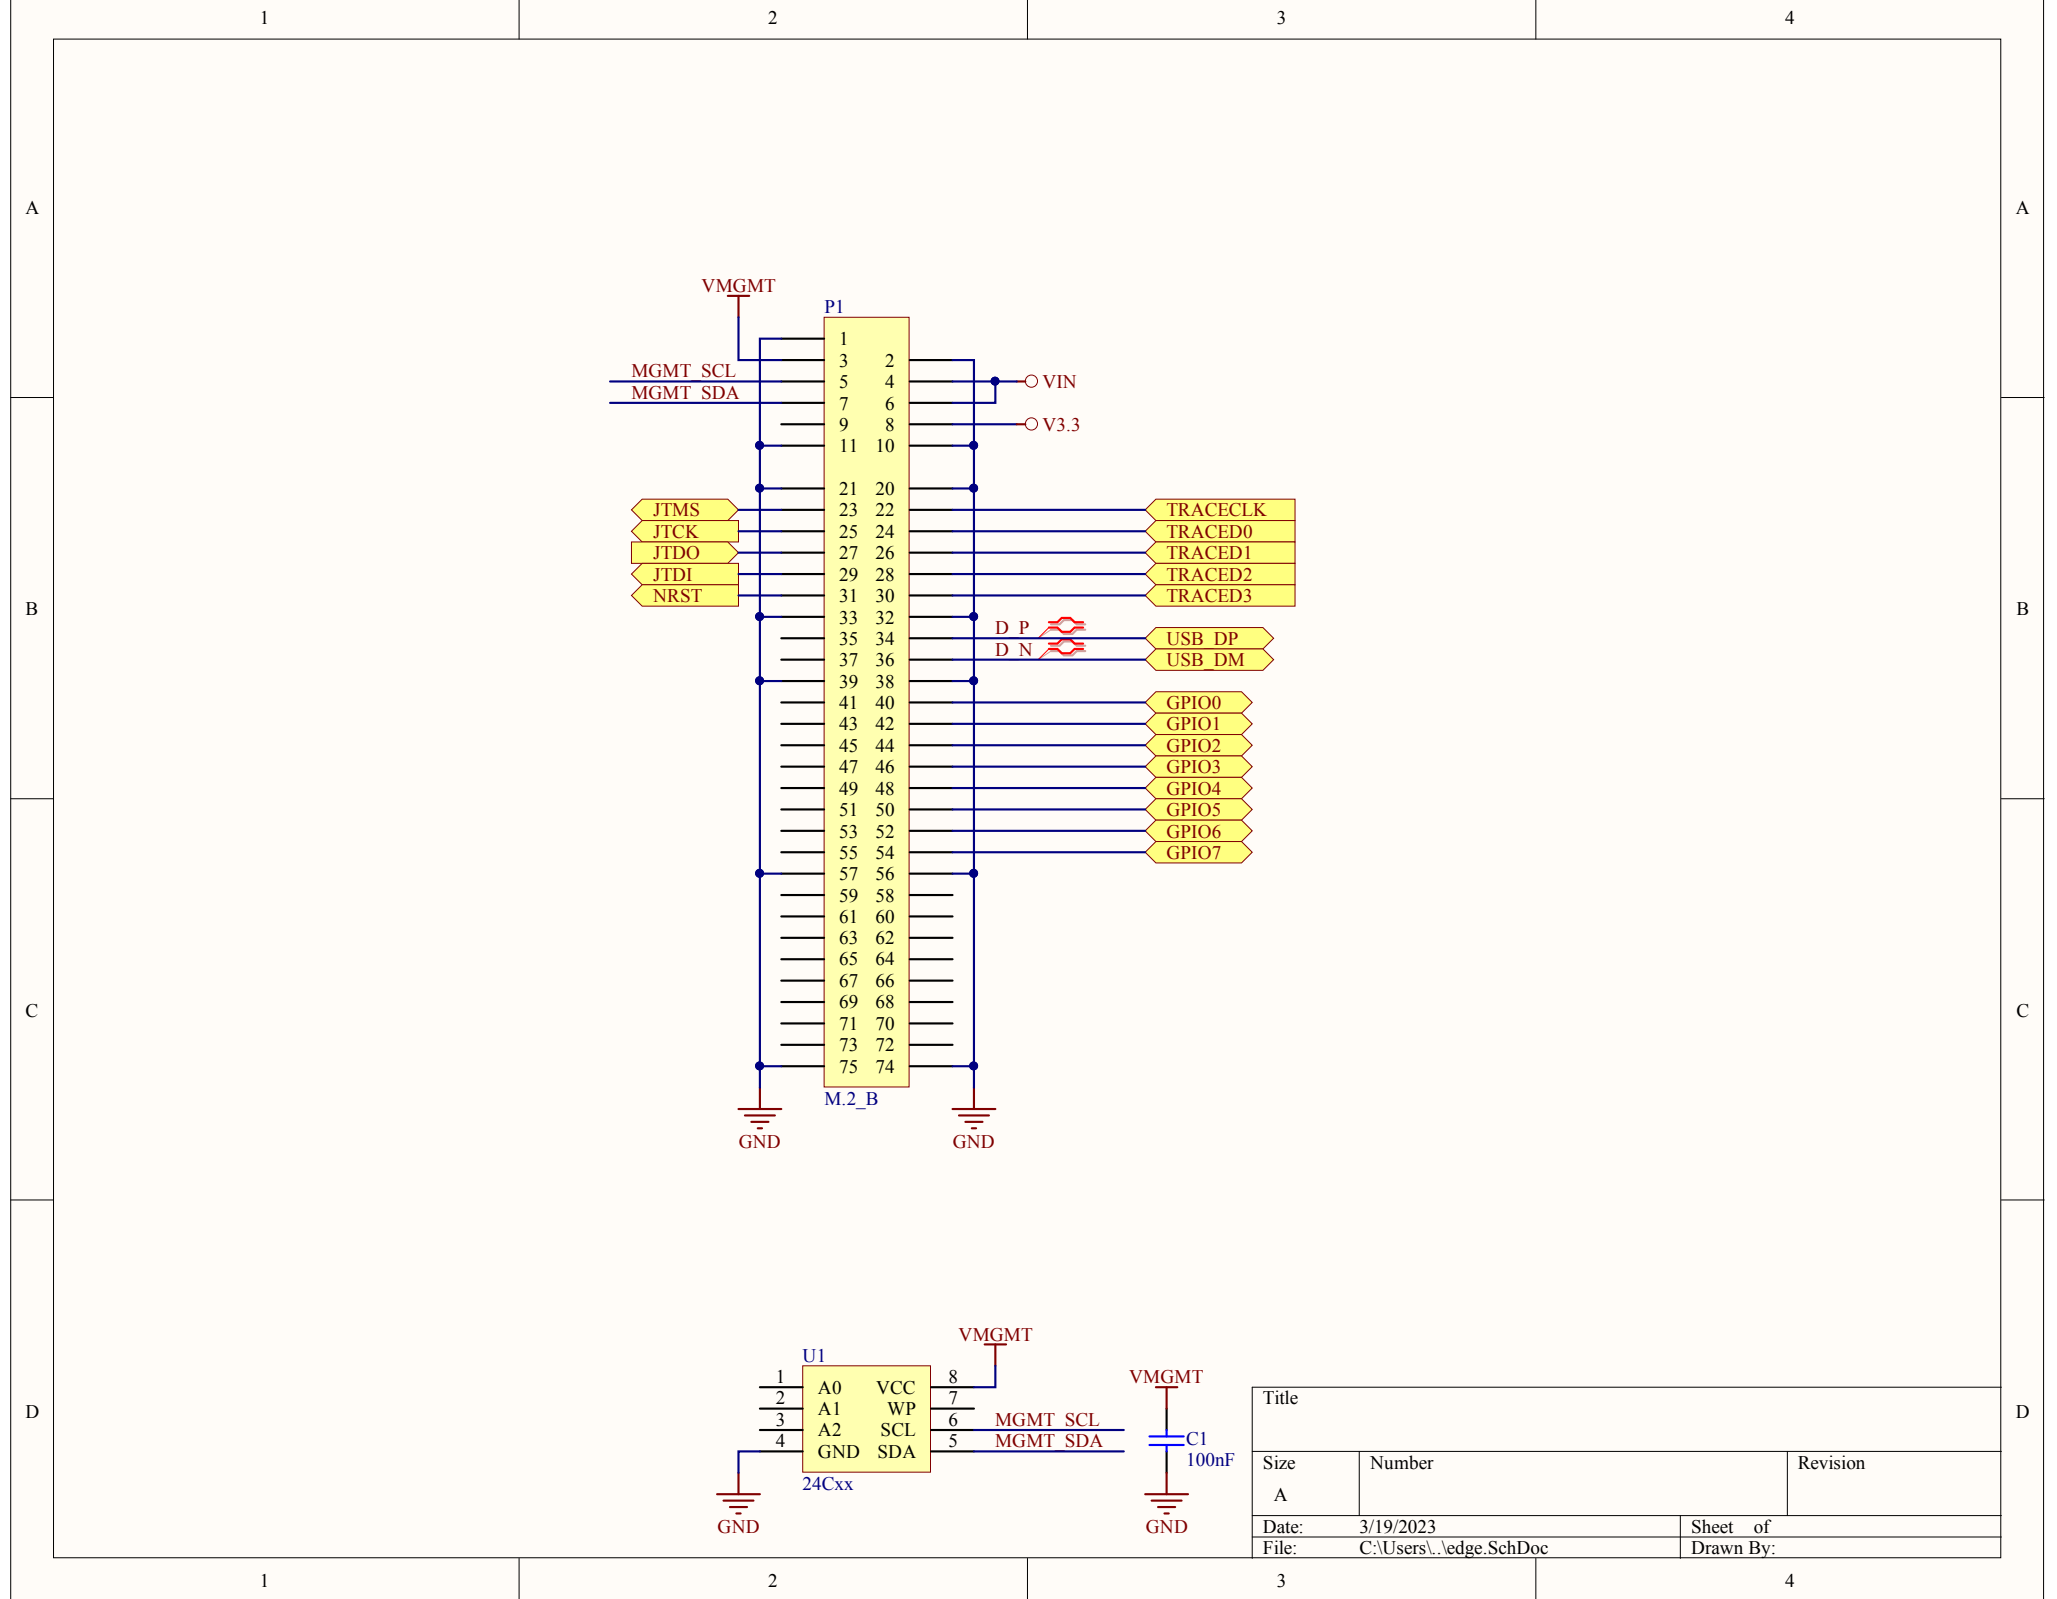 1 2 3 4
A A
VMGMT
P1
1
3 2
MGMT_SCL 5 4 VIN
MGMT_SDA 7 6
9 8 V3.3
11 10
21 20
JTMS 23 22 TRACECLK
JTCK 25 24 TRACED0
JTDO 27 26 TRACED1
JTDI 29 28 TRACED2
NRST 31 30 TRACED3
B B
33 32
D_P
35 34 USB_DP
D_N
37 36 USB_DM
39 38
41 40 GPIO0
43 42 GPIO1
45 44 GPIO2
47 46 GPIO3
49 48 GPIO4
51 50 GPIO5
53 52 GPIO6
55 54 GPIO7
57 56
59 58
61 60
63 62
65 64
67 66
69 68
C C
71 70
73 72
75 74
M.2_B
GND GND
VMGMT
U1
1 A0 VCC 8
2 A1 WP 7
3 A2 SCL 6 MGMT_SCL
4 GND SDA 5 MGMT_SDA
24Cxx
GND
VMGMT
C1
100nF
GND
D D
Title
Size Number Revision
A
Date: 3/19/2023 Sheet of
File: C:\Users\..\edge.SchDoc Drawn By:
1 2 3 4